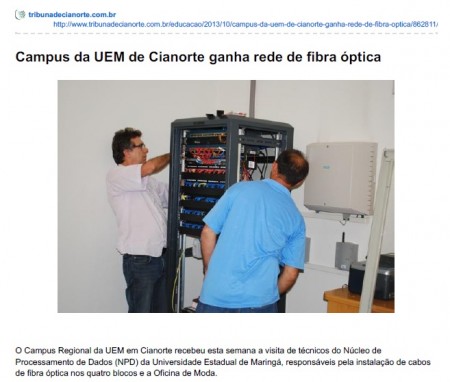 tribunadecianorte.com.br
http://www.tribunadecianorte.com.br/educacao/2013/10/campus-da-uem-de-cianorte-ganha-rede-de-fibra-optica/862811/
Campus da UEM de Cianorte ganha rede de fibra óptica
O Campus Regional da UEM em Cianorte recebeu esta semana a visita de técnicos do Núcleo de
Processamento de Dados (NPD) da Universidade Estadual de Maringá, responsáveis pela instalação de cabos
de fibra óptica nos quatro blocos e a Oficina de Moda.